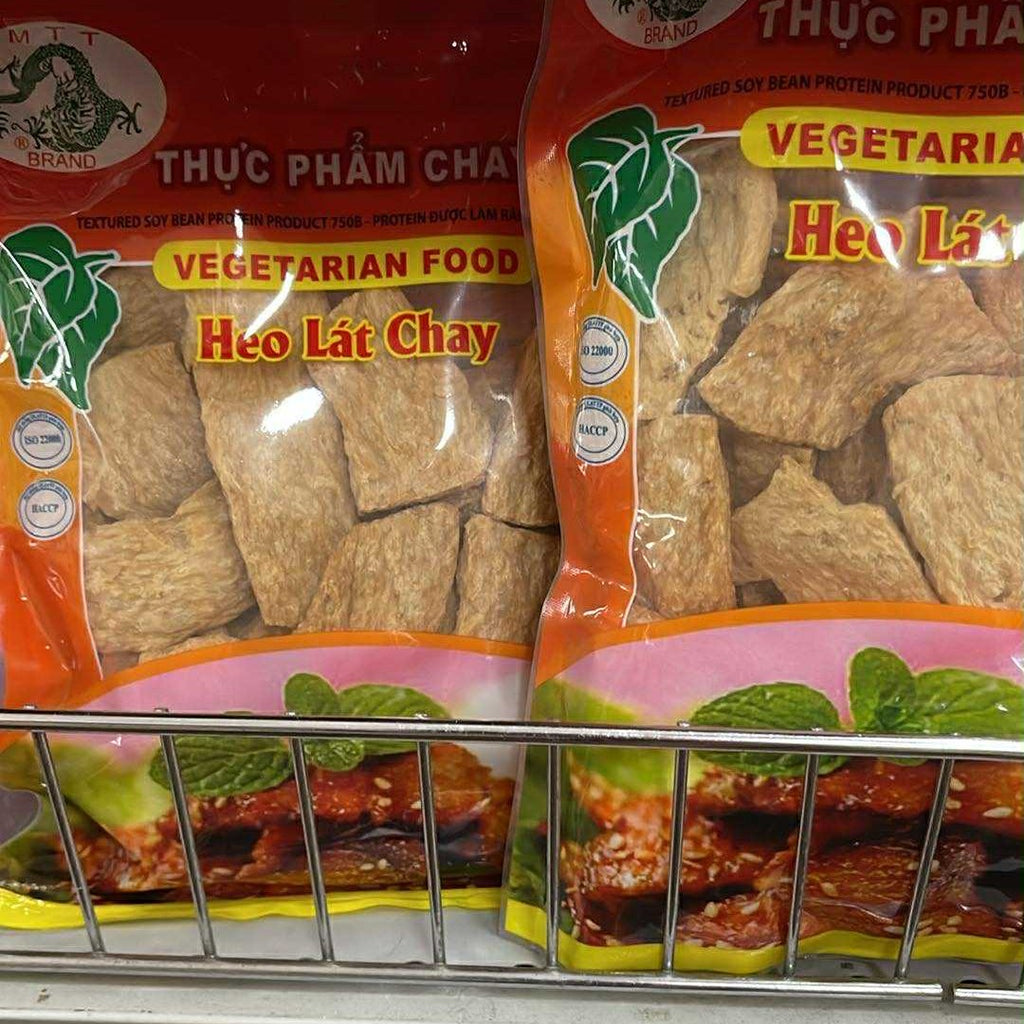 MTT
® BRAND
THỰC PHẨM CHAY
TEXTURED SOY BEAN PROTEIN PRODUCT 750B - PROTEIN ĐƯỢC LÀM
VEGETARIAN FOOD
Heo Lát Chay
ISO 22000
HACCP
® BRAND
THỰC PHẨ
TEXTURED SOY BEAN PROTEIN PRODUCT 750B -
VEGETARIA
Heo Lát
ISO 22000
HACCP